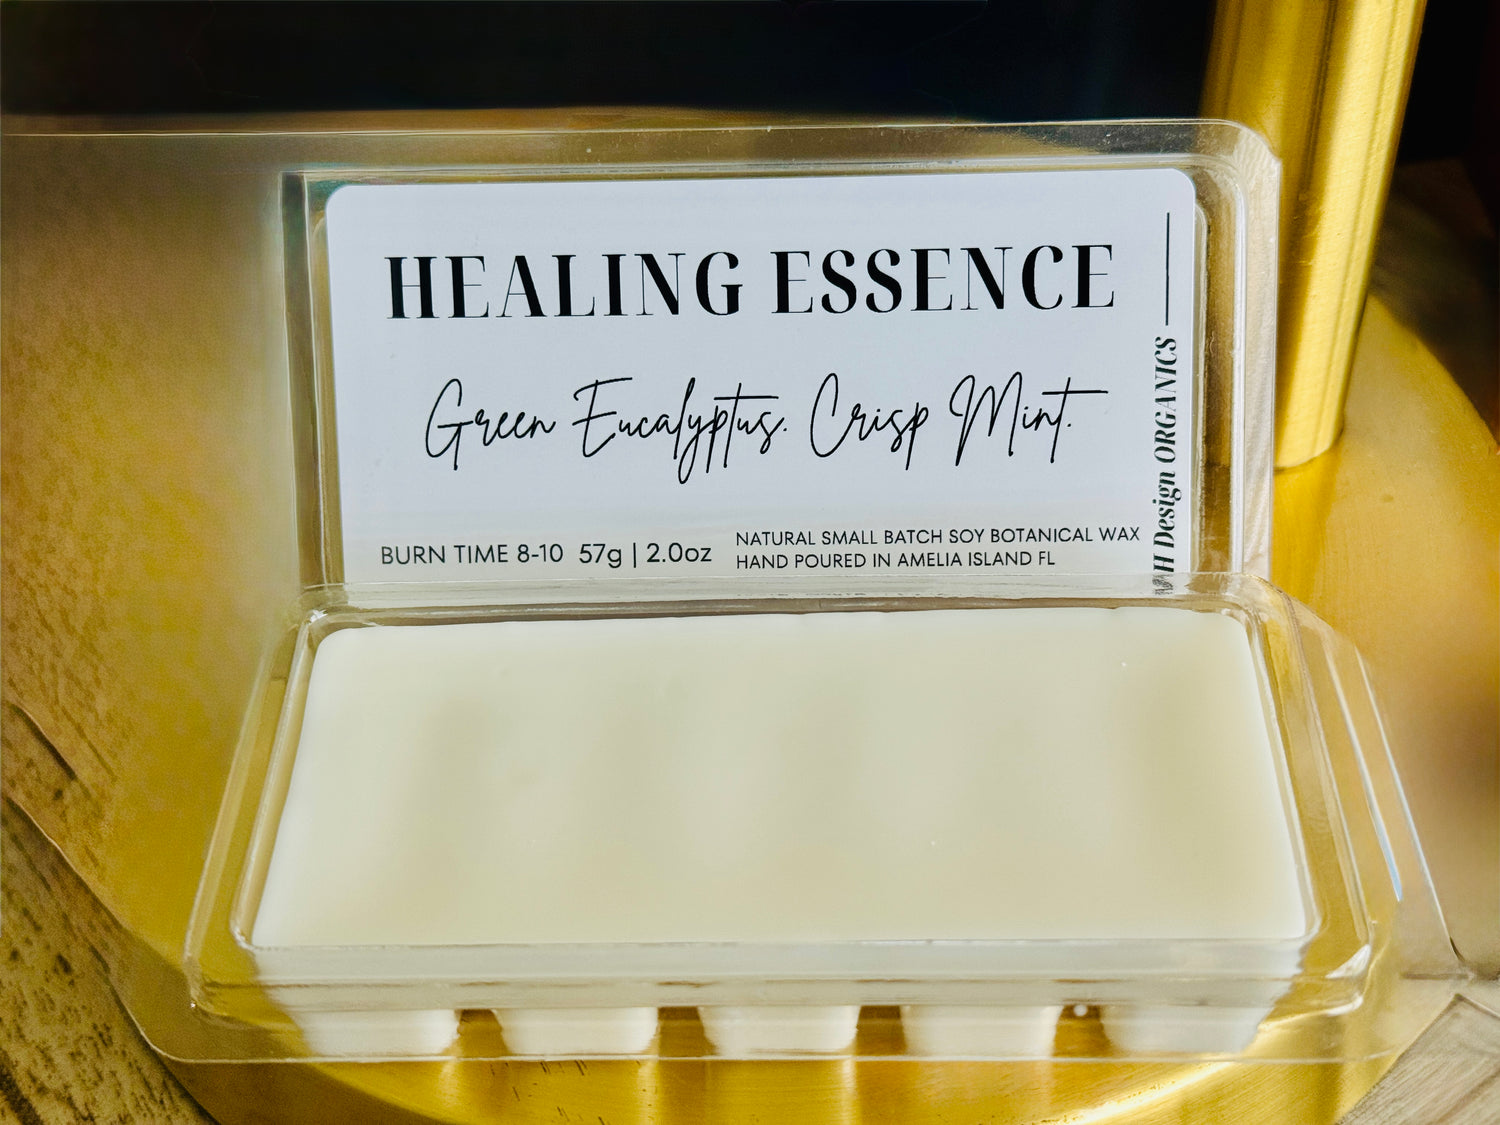 HEALING ESSENCE
Green Eucalyptus. Crisp Mint.
BURN TIME 8-10 57g | 2.0oz
NATURAL SMALL BATCH SOY BOTANICAL WAX
HAND POURED IN AMELIA ISLAND FL
H Design ORGANICS